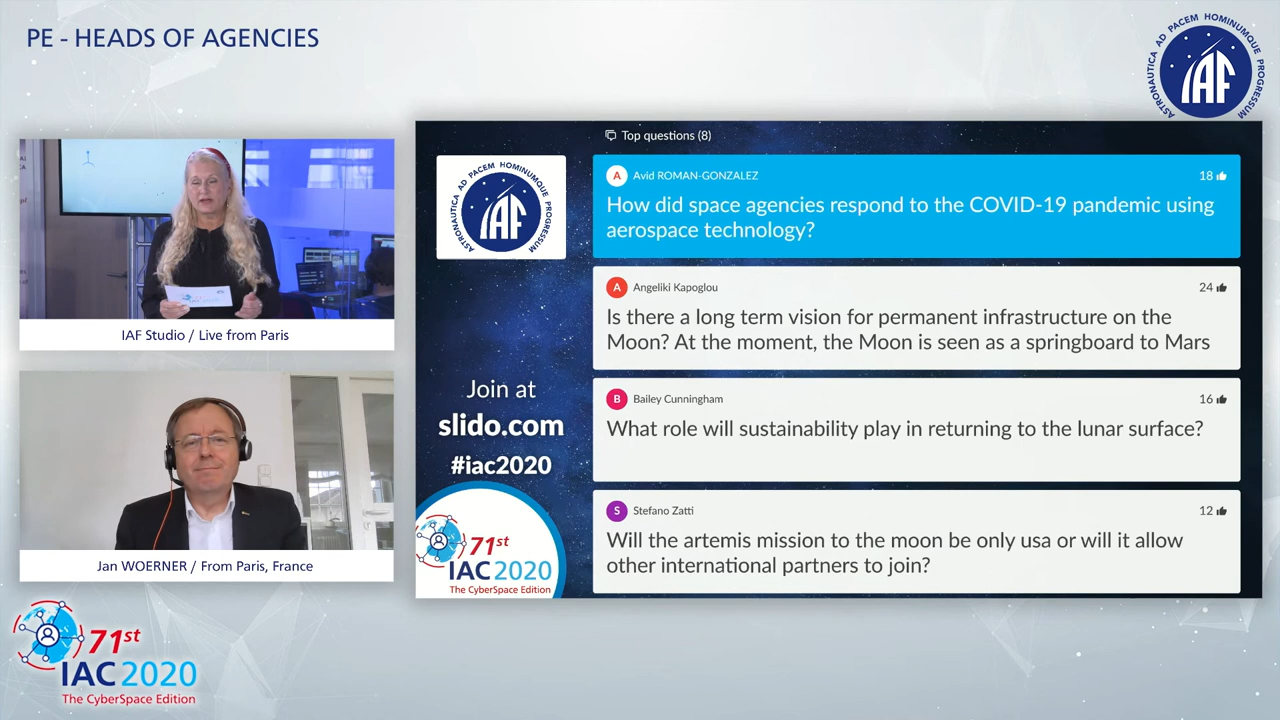 PE - HEADS OF AGENCIES
ASTRONAUTICA AD PACEM HOMINUMQUE PROGRESSUM
IAF
IAF Studio / Live from Paris
Jan WOERNER / From Paris, France
71st
IAC 2020
The CyberSpace Edition
Top questions (8)
ASTRONAUTICA AD PACEM HOMINUMQUE PROGRESSUM
IAF
Join at
slido.com
#iac2020
71st
IAC 2020
The CyberSpace Edition
A Avid ROMAN-GONZALEZ 18
How did space agencies respond to the COVID-19 pandemic using
aerospace technology?
A Angeliki Kapoglou 24
Is there a long term vision for permanent infrastructure on the
Moon? At the moment, the Moon is seen as a springboard to Mars
B Bailey Cunningham 16
What role will sustainability play in returning to the lunar surface?
S Stefano Zatti 12
Will the artemis mission to the moon be only usa or will it allow
other international partners to join?